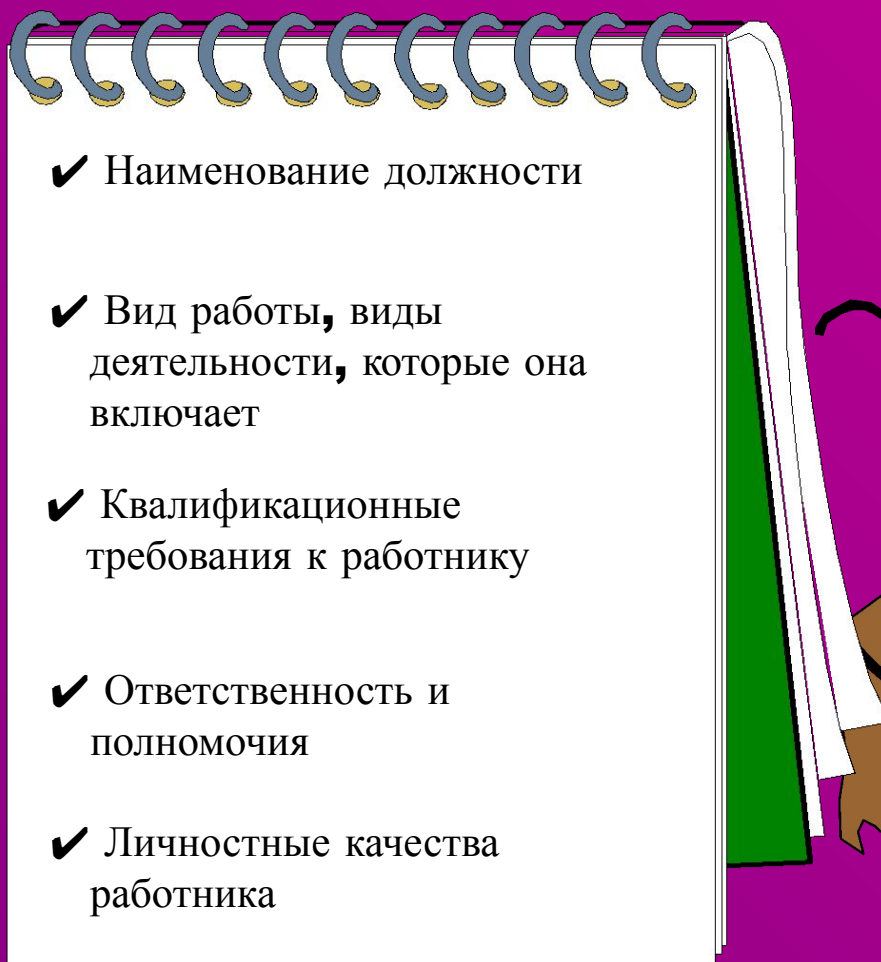 ✔ Наименование должности
✔ Вид работы, виды
деятельности, которые она
включает
✔ Квалификационные
требования к работнику
✔ Ответственность и
полномочия
✔ Личностные качества
работника